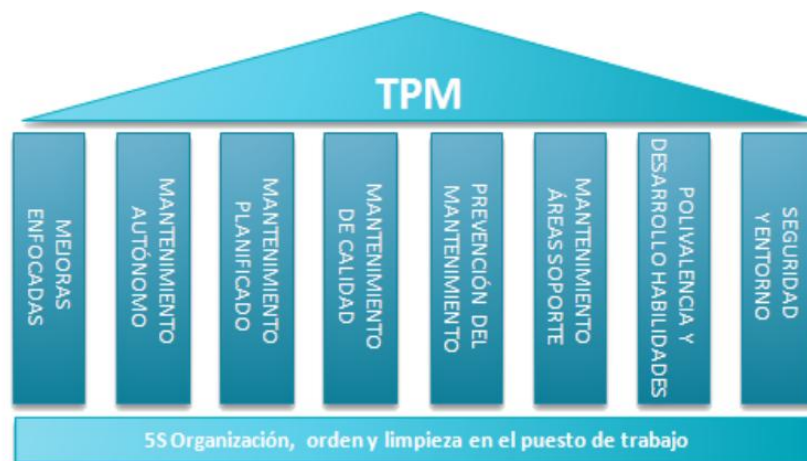 TPM
MEJORAS
ENFOCADAS
MANTENIMIENTO
AUTÓNOMO
MANTENIMIENTO
PLANIFICADO
MANTENIMIENTO
DE CALIDAD
PREVENCIÓN DEL
MANTENIMIENTO
MANTENIMIENTO
ÁREAS SOPORTE
POLIVALENCIA Y
DESARROLLO HABILIDADES
SEGURIDAD
Y ENTORNO
5S Organización, orden y limpieza en el puesto de trabajo